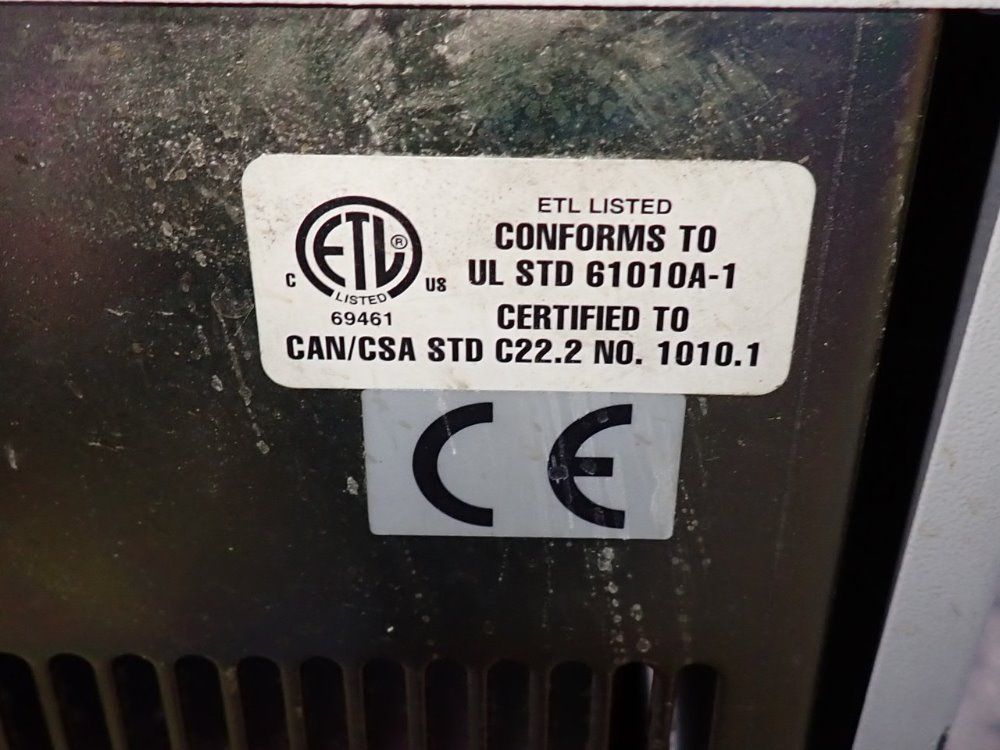 ETL LISTED
CONFORMS TO
UL STD 61010A-1
CERTIFIED TO
CAN/CSA STD C22.2 NO. 1010.1
C
ETL®
US
LISTED
69461
CE